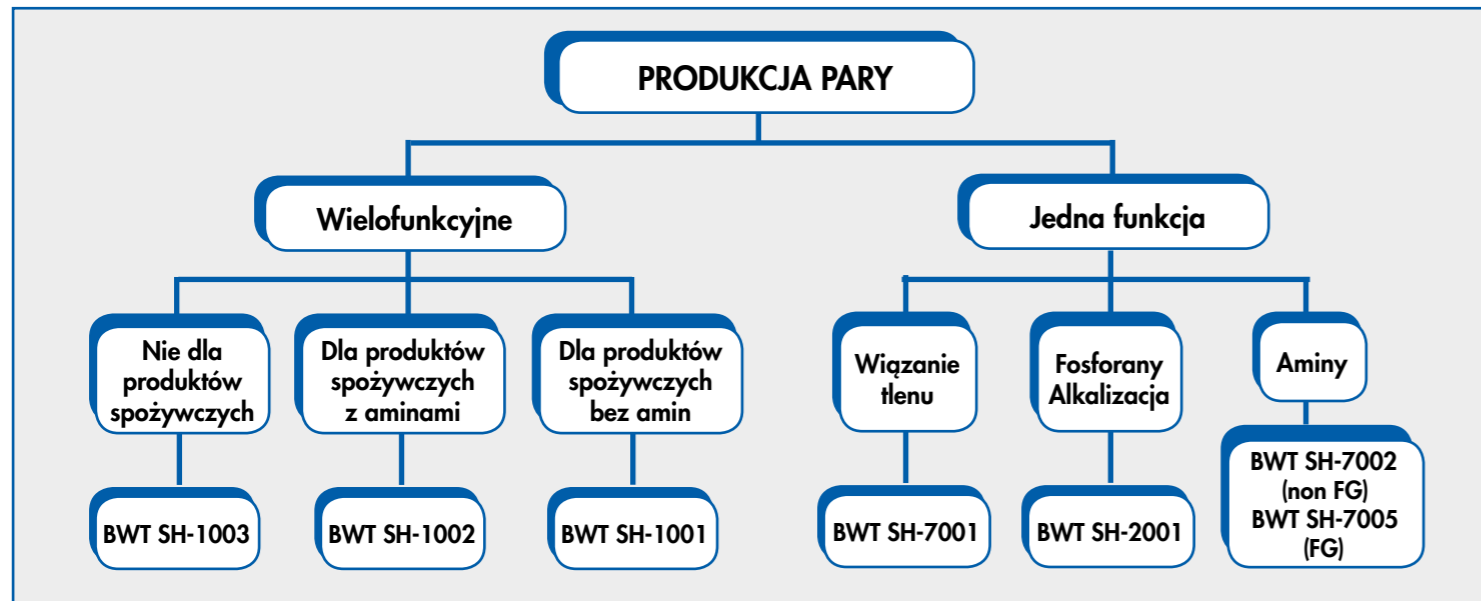 PRODUKCJA PARY
Wielofunkcyjne
Jedna funkcja
Nie dla
produktów
spożywczych
Dla produktów
spożywczych
z aminami
Dla produktów
spożywczych
bez amin
Wiązanie
tlenu
Fosforany
Alkalizacja
Aminy
BWT SH-1003
BWT SH-1002
BWT SH-1001
BWT SH-7001
BWT SH-2001
BWT SH-7002
(non FG)
BWT SH-7005
(FG)